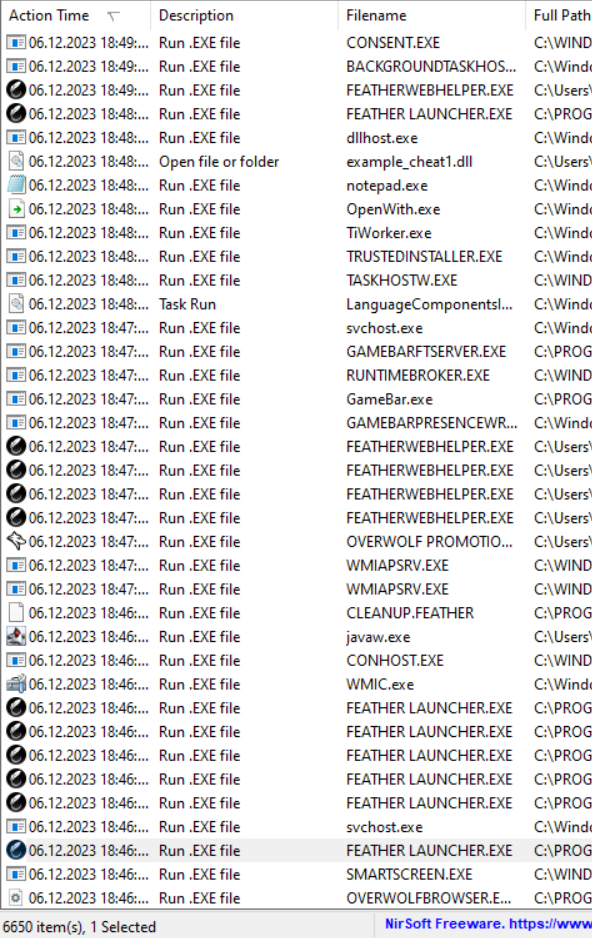 Action Time Description Filename Full Path
06.12.2023 18:49:... Run .EXE file CONSENT.EXE C:\WIND
06.12.2023 18:49:... Run .EXE file BACKGROUNDTASKHOS... C:\Windo
06.12.2023 18:49:... Run .EXE file FEATHERWEBHELPER.EXE C:\Users\
06.12.2023 18:48:... Run .EXE file FEATHER LAUNCHER.EXE C:\PROG
06.12.2023 18:48:... Run .EXE file dllhost.exe C:\Windo
06.12.2023 18:48:... Open file or folder example_cheat1.dll C:\Users\
06.12.2023 18:48:... Run .EXE file notepad.exe C:\Windo
06.12.2023 18:48:... Run .EXE file OpenWith.exe C:\Windo
06.12.2023 18:48:... Run .EXE file TiWorker.exe C:\Windo
06.12.2023 18:48:... Run .EXE file TRUSTEDINSTALLER.EXE C:\Windo
06.12.2023 18:48:... Run .EXE file TASKHOSTW.EXE C:\WIND
06.12.2023 18:48:... Task Run LanguageComponentsI... C:\Windo
06.12.2023 18:47:... Run .EXE file svchost.exe C:\Windo
06.12.2023 18:47:... Run .EXE file GAMEBARFTSERVER.EXE C:\PROG
06.12.2023 18:47:... Run .EXE file RUNTIMEBROKER.EXE C:\WIND
06.12.2023 18:47:... Run .EXE file GameBar.exe C:\PROG
06.12.2023 18:47:... Run .EXE file GAMEBARPRESENCEWR... C:\Windo
06.12.2023 18:47:... Run .EXE file FEATHERWEBHELPER.EXE C:\Users\
06.12.2023 18:47:... Run .EXE file FEATHERWEBHELPER.EXE C:\Users\
06.12.2023 18:47:... Run .EXE file FEATHERWEBHELPER.EXE C:\Users\
06.12.2023 18:47:... Run .EXE file FEATHERWEBHELPER.EXE C:\Users\
06.12.2023 18:47:... Run .EXE file OVERWOLF PROMOTIO... C:\Users\
06.12.2023 18:47:... Run .EXE file WMIAPSRV.EXE C:\WIND
06.12.2023 18:47:... Run .EXE file WMIAPSRV.EXE C:\WIND
06.12.2023 18:46:... Run .EXE file CLEANUP.FEATHER C:\PROG
06.12.2023 18:46:... Run .EXE file javaw.exe C:\Users\
06.12.2023 18:46:... Run .EXE file CONHOST.EXE C:\WIND
06.12.2023 18:46:... Run .EXE file WMIC.exe C:\Windo
06.12.2023 18:46:... Run .EXE file FEATHER LAUNCHER.EXE C:\PROG
06.12.2023 18:46:... Run .EXE file FEATHER LAUNCHER.EXE C:\PROG
06.12.2023 18:46:... Run .EXE file FEATHER LAUNCHER.EXE C:\PROG
06.12.2023 18:46:... Run .EXE file FEATHER LAUNCHER.EXE C:\PROG
06.12.2023 18:46:... Run .EXE file FEATHER LAUNCHER.EXE C:\PROG
06.12.2023 18:46:... Run .EXE file svchost.exe C:\Windo
06.12.2023 18:46:... Run .EXE file FEATHER LAUNCHER.EXE C:\PROG
06.12.2023 18:46:... Run .EXE file SMARTSCREEN.EXE C:\WIND
06.12.2023 18:46:... Run .EXE file OVERWOLFBROWSER.E... C:\PROG
6650 item(s), 1 Selected NirSoft Freeware. https://www